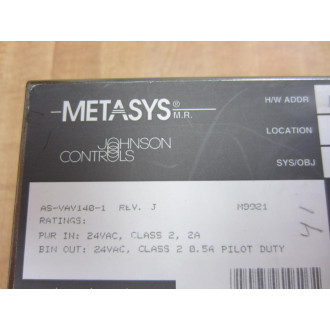 METASYS® M.R.
JOHNSON
CONTROLS
H/W ADDR
LOCATION
SYS/OBJ
AS-VAV140-1 REV. J M9921
RATINGS:
PWR IN: 24VAC, CLASS 2, 2A
BIN OUT: 24VAC, CLASS 2 0.5A PILOT DUTY
41